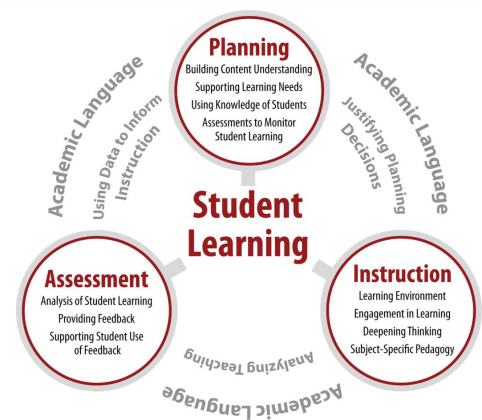 Planning
Building Content Understanding
Supporting Learning Needs
Using Knowledge of Students
Assessments to Monitor
Student Learning
Academic Language
Using Data to Inform
Instruction
Academic Language
Justifying Planning
Decisions
Student
Learning
Assessment
Analysis of Student Learning
Providing Feedback
Supporting Student Use
of Feedback
Instruction
Learning Environment
Engagement in Learning
Deepening Thinking
Subject-Specific Pedagogy
Analyzing Teaching
Academic Language